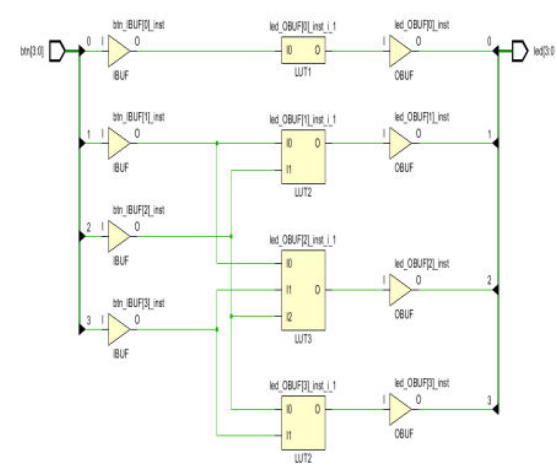 btn_IBUF[0]_inst
led_OBUF[0]_inst_i_1
led_OBUF[0]_inst
btn[3:0]
0
I
O
I0
O
I
O
0
led[3:0]
IBUF
LUT1
OBUF
btn_IBUF[1]_inst
led_OBUF[1]_inst_i_1
led_OBUF[1]_inst
1
I
O
I0
O
I
O
1
IBUF
I1
OBUF
LUT2
btn_IBUF[2]_inst
2
I
O
led_OBUF[2]_inst_i_1
IBUF
I0
led_OBUF[2]_inst
btn_IBUF[3]_inst
I1
O
I
O
2
3
I
O
I2
OBUF
IBUF
LUT3
led_OBUF[3]_inst_i_1
led_OBUF[3]_inst
I0
O
I
O
3
I1
OBUF
LUT2